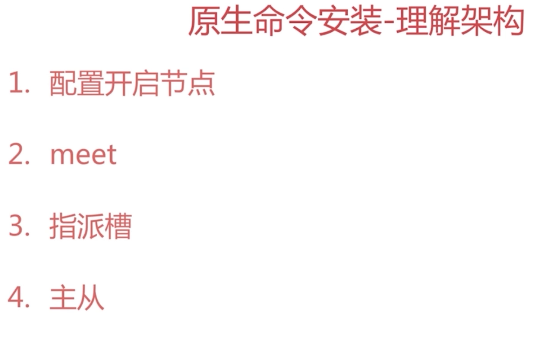 原生命令安装-理解架构
1. 配置开启节点
2. meet
3. 指派槽
4. 主从